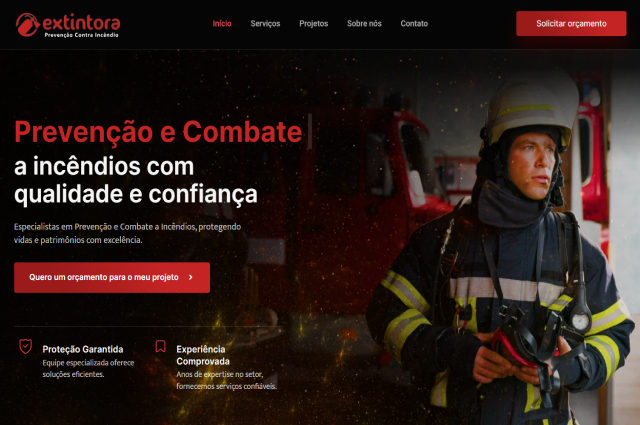 extintora
Prevenção Contra Incêndio
Início Serviços Projetos Sobre nós Contato
Solicitar orçamento
Prevenção e Combate
a incêndios com
qualidade e confiança
Especialistas em Prevenção e Combate a Incêndios, protegendo
vidas e patrimônios com excelência.
Quero um orçamento para o meu projeto
Proteção Garantida
Equipe especializada oferece
soluções eficientes.
Experiência
Comprovada
Anos de expertise no setor,
fornecemos serviços confiáveis.